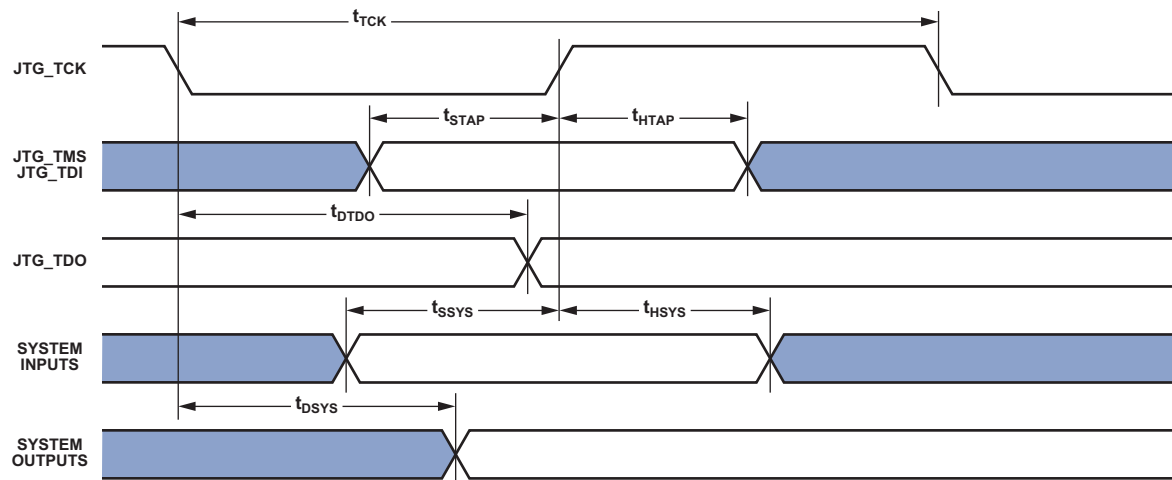 tTCK
JTG_TCK
tSTAP
tHTAP
JTG_TMS
JTG_TDI
tDTDO
JTG_TDO
tSSYS
tHSYS
SYSTEM
INPUTS
tDSYS
SYSTEM
OUTPUTS